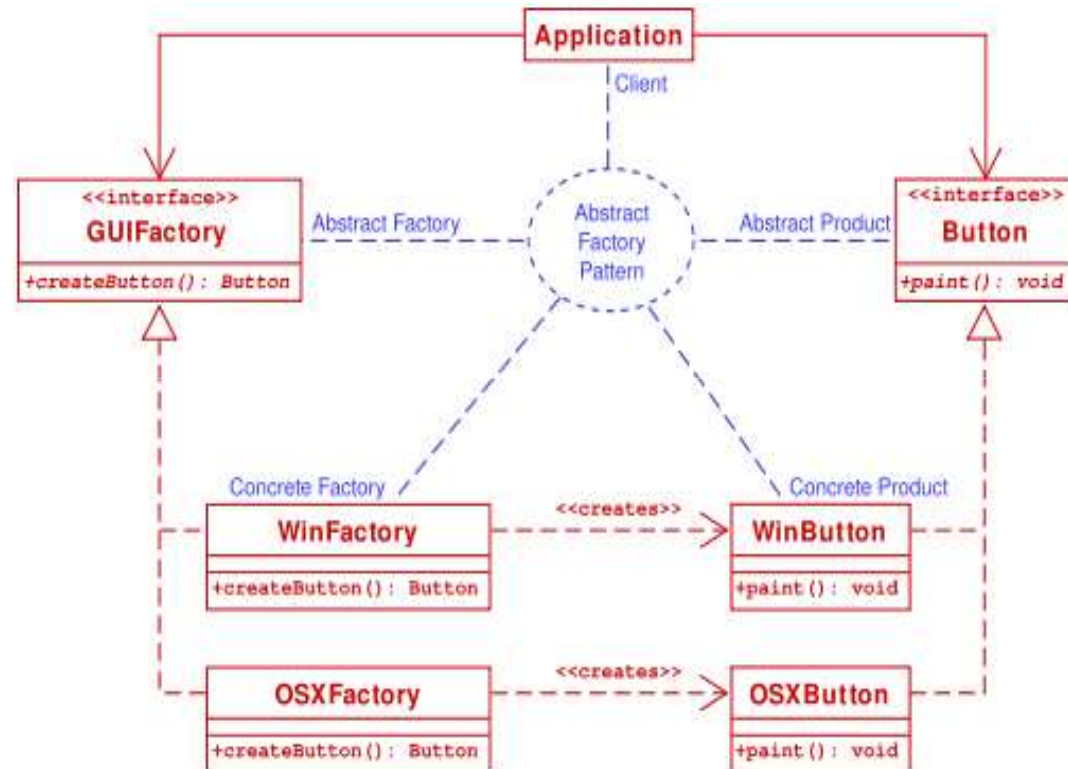 Application
Client
<<interface>>
GUIFactory
+createButton(): Button
Abstract Factory
Abstract
Factory
Pattern
Abstract Product
<<interface>>
Button
+paint(): void
Concrete Factory
Concrete Product
WinFactory
+createButton(): Button
<<creates>>
WinButton
+paint(): void
OSXFactory
+createButton(): Button
<<creates>>
OSXButton
+paint(): void